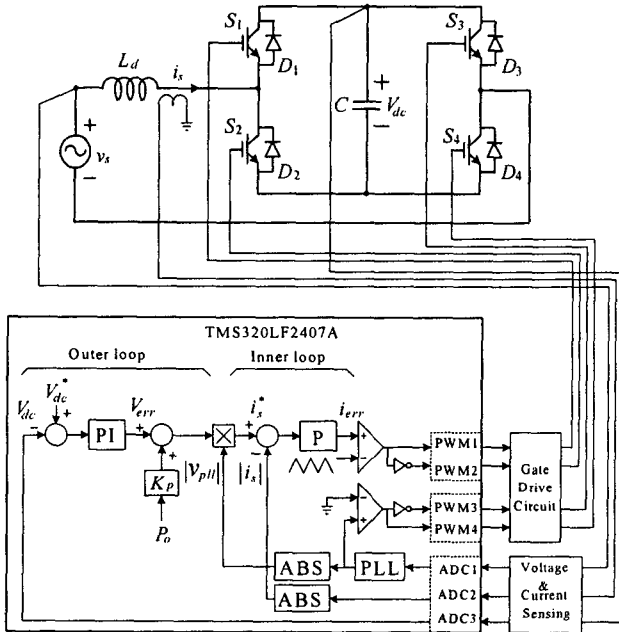 S1
S3
Ld
is
D1
D3
+
C
Vdc
−
S2
S4
+
vs
−
D2
D4
TMS320LF2407A
Outer loop
Inner loop
Vdc*
Vdc
−
+
PI
Verr
+
+
×
is*
+
−
P
ierr
+
−
PWM1
PWM2
Kp
|vpll|
|is|
Po
−
+
PWM3
PWM4
Gate
Drive
Circuit
ABS
PLL
ADC1
ABS
ADC2
ADC3
Voltage
&
Current
Sensing